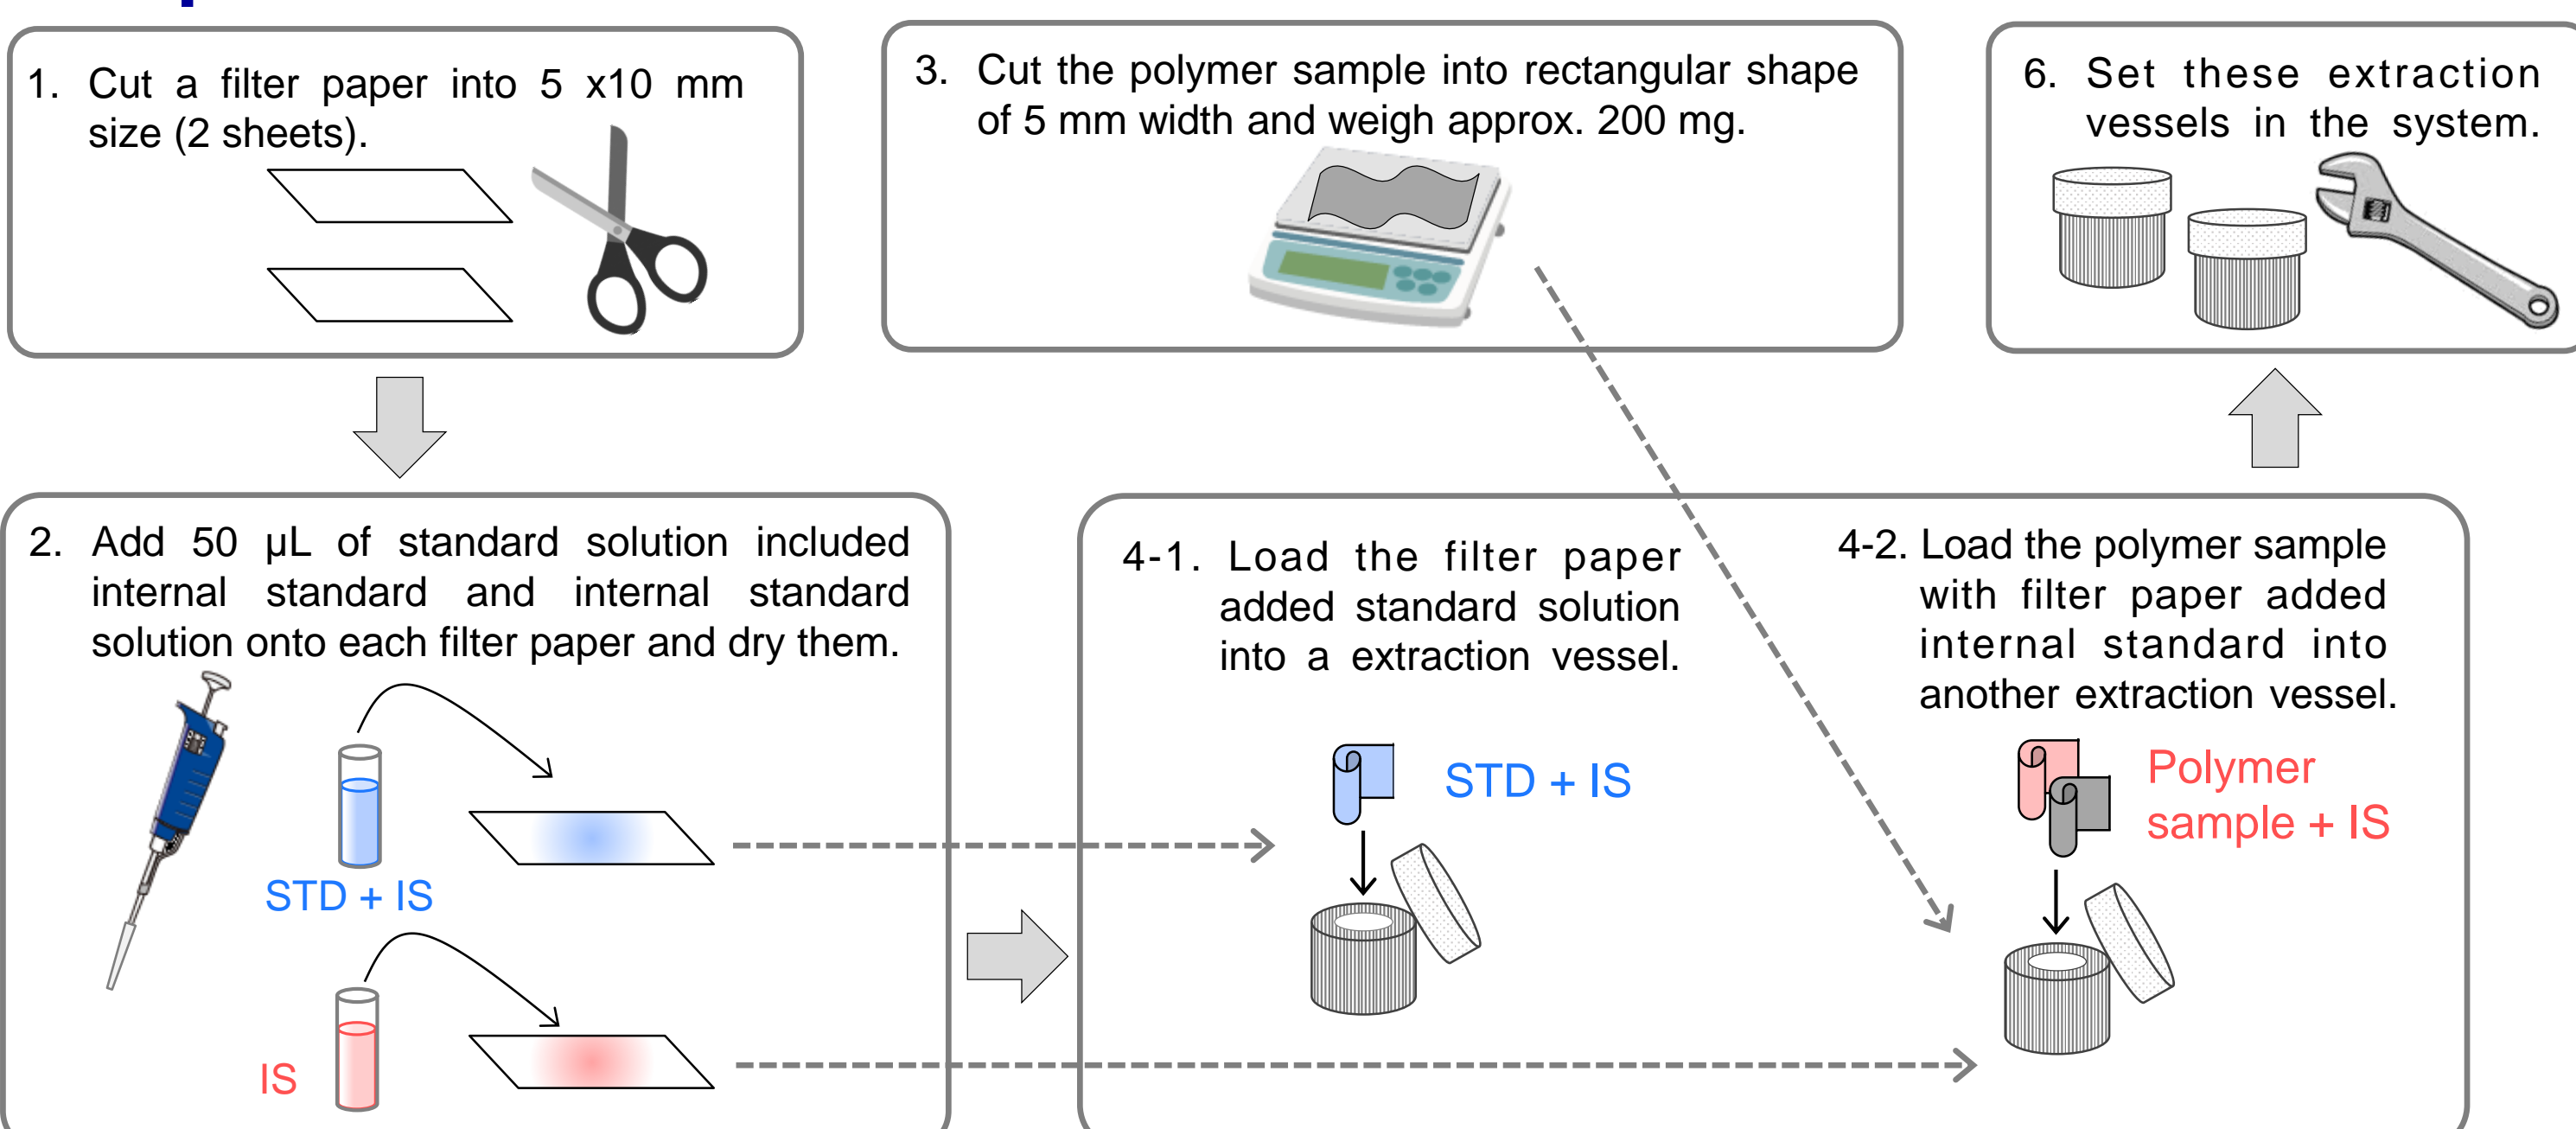 1. Cut a filter paper into 5 x10 mm
size (2 sheets).
2. Add 50 µL of standard solution included
internal standard and internal standard
solution onto each filter paper and dry them.
STD + IS
IS
3. Cut the polymer sample into rectangular shape
of 5 mm width and weigh approx. 200 mg.
4-1. Load the filter paper
added standard solution
into a extraction vessel.
STD + IS
4-2. Load the polymer sample
with filter paper added
internal standard into
another extraction vessel.
Polymer
sample + IS
6. Set these extraction
vessels in the system.